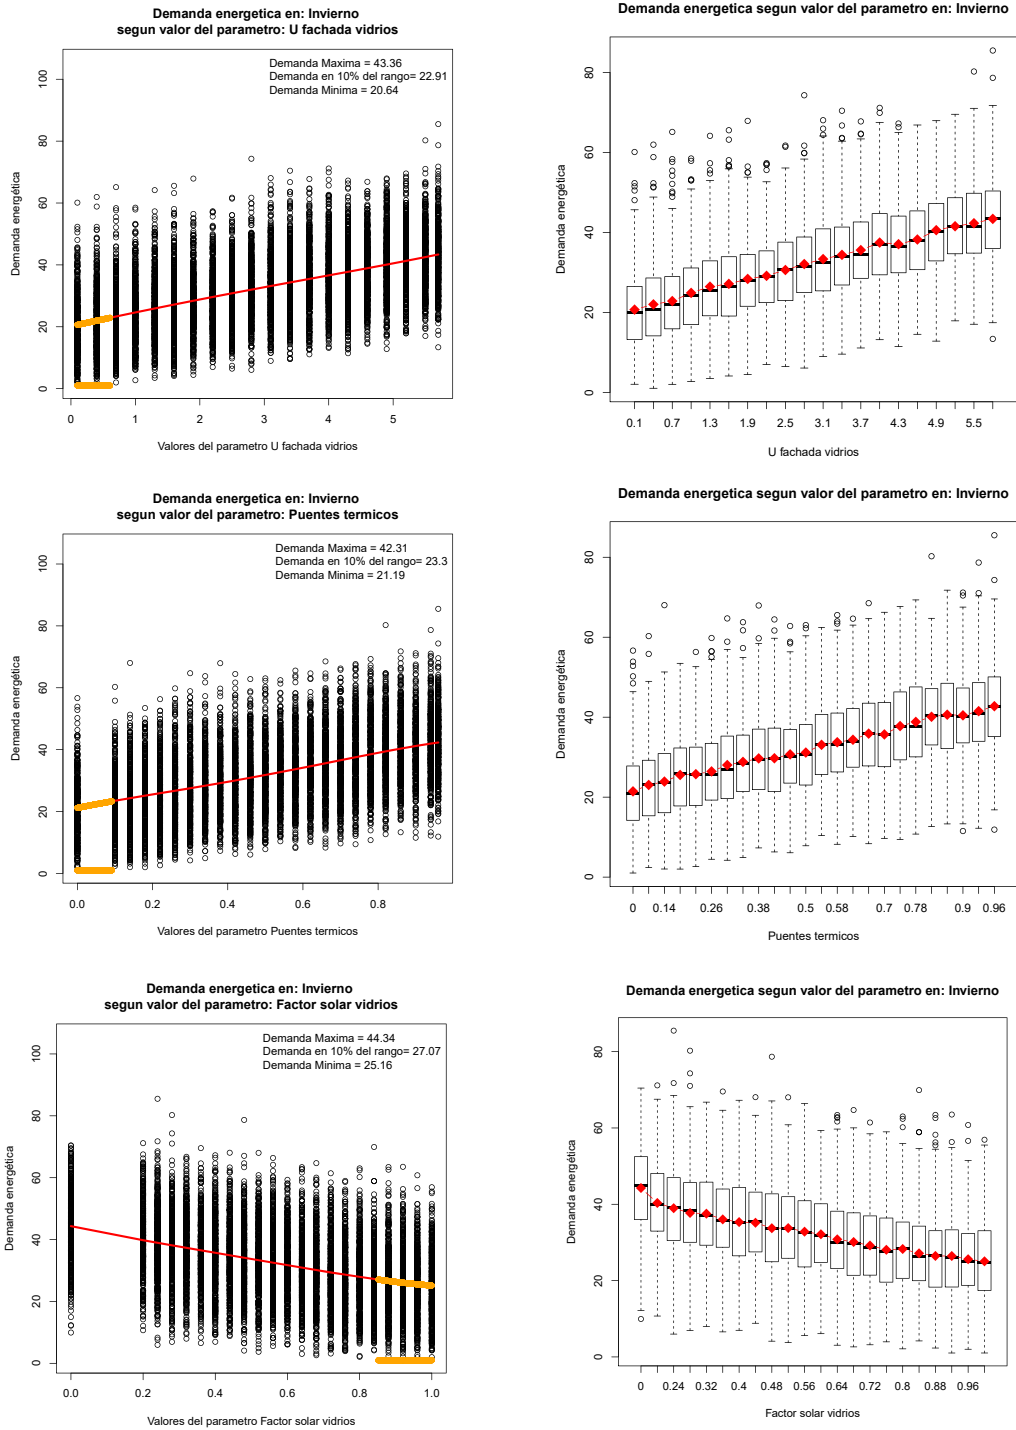 Demanda energetica en: Invierno
segun valor del parametro: U fachada vidrios
Demanda Maxima = 43.36
Demanda en 10% del rango= 22.91
Demanda Minima = 20.64
Demanda energética
0 20 40 60 80 100
0 1 2 3 4 5
Valores del parametro U fachada vidrios
Demanda energetica segun valor del parametro en: Invierno
Demanda energética
0 20 40 60 80
0.1 0.7 1.3 1.9 2.5 3.1 3.7 4.3 4.9 5.5
U fachada vidrios
Demanda energetica en: Invierno
segun valor del parametro: Puentes termicos
Demanda Maxima = 42.31
Demanda en 10% del rango= 23.3
Demanda Minima = 21.19
Demanda energética
0 20 40 60 80 100
0.0 0.2 0.4 0.6 0.8
Valores del parametro Puentes termicos
Demanda energetica segun valor del parametro en: Invierno
Demanda energética
0 20 40 60 80
0 0.14 0.26 0.38 0.5 0.58 0.7 0.78 0.9 0.96
Puentes termicos
Demanda energetica en: Invierno
segun valor del parametro: Factor solar vidrios
Demanda Maxima = 44.34
Demanda en 10% del rango= 27.07
Demanda Minima = 25.16
Demanda energética
0 20 40 60 80 100
0.0 0.2 0.4 0.6 0.8 1.0
Valores del parametro Factor solar vidrios
Demanda energetica segun valor del parametro en: Invierno
Demanda energética
0 20 40 60 80
0 0.24 0.32 0.4 0.48 0.56 0.64 0.72 0.8 0.88 0.96
Factor solar vidrios